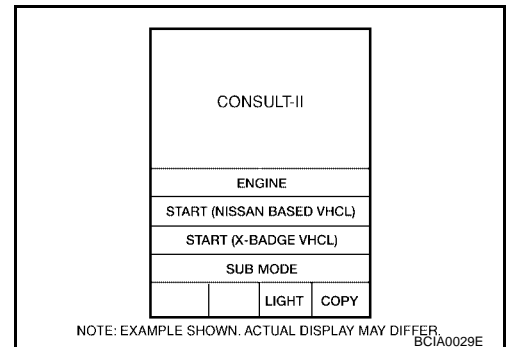 CONSULT-II
ENGINE
START (NISSAN BASED VHCL)
START (X-BADGE VHCL)
SUB MODE
LIGHT COPY
NOTE: EXAMPLE SHOWN. ACTUAL DISPLAY MAY DIFFER.
BCIA0029E